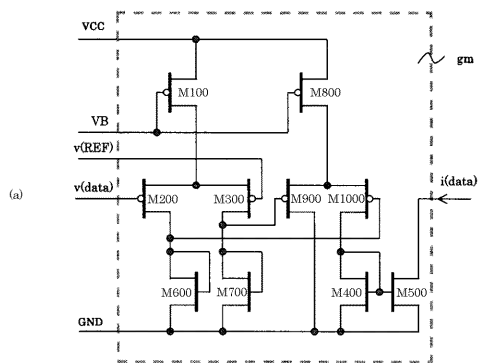 VCC
gm
M100
M800
VB
v(REF)
(a)
v(data)
M200
M300
M900
M1000
i(data)
M600
M700
M400
M500
GND